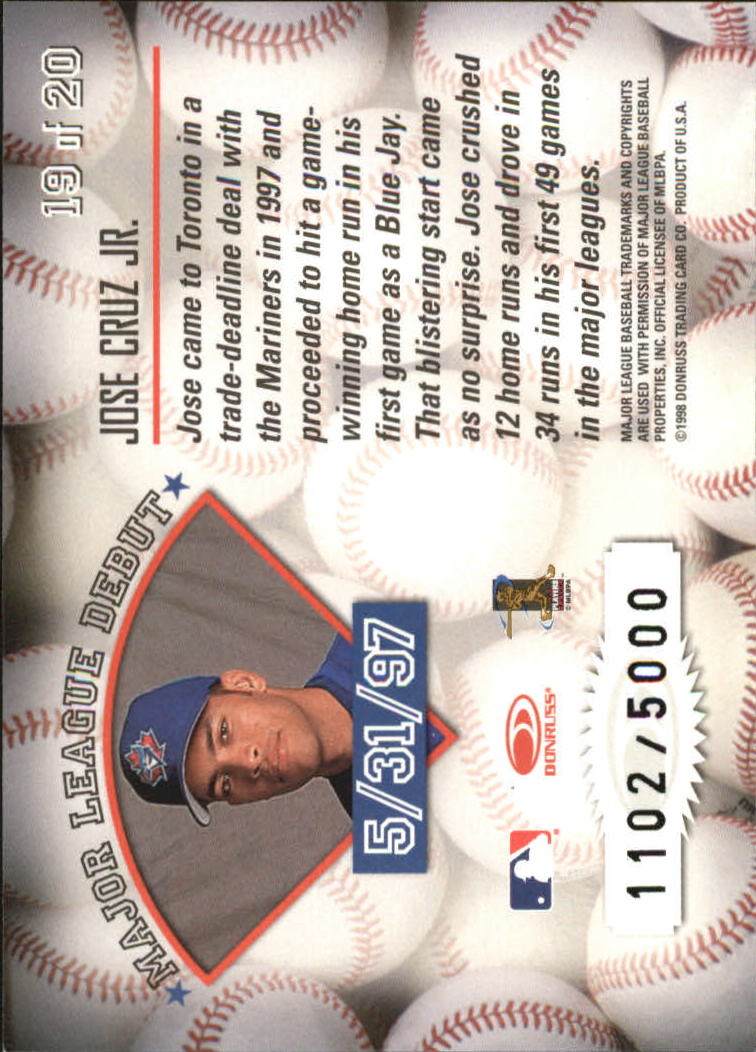 19 of 20
JOSE CRUZ JR.
Jose came to Toronto in a
trade-deadline deal with
the Mariners in 1997 and
proceeded to hit a game-
winning home run in his
first game as a Blue Jay.
That blistering start came
as no surprise. Jose crushed
12 home runs and drove in
34 runs in his first 49 games
in the major leagues.
MAJOR LEAGUE BASEBALL TRADEMARKS AND COPYRIGHTS
ARE USED WITH PERMISSION OF MAJOR LEAGUE BASEBALL
PROPERTIES, INC. OFFICIAL LICENSEE OF MLBPA.
©1998 DONRUSS TRADING CARD CO. PRODUCT OF U.S.A.
MAJOR LEAGUE DEBUT
5/31/97
DONRUSS®
PLAYERS
© MLBPA
1102/5000